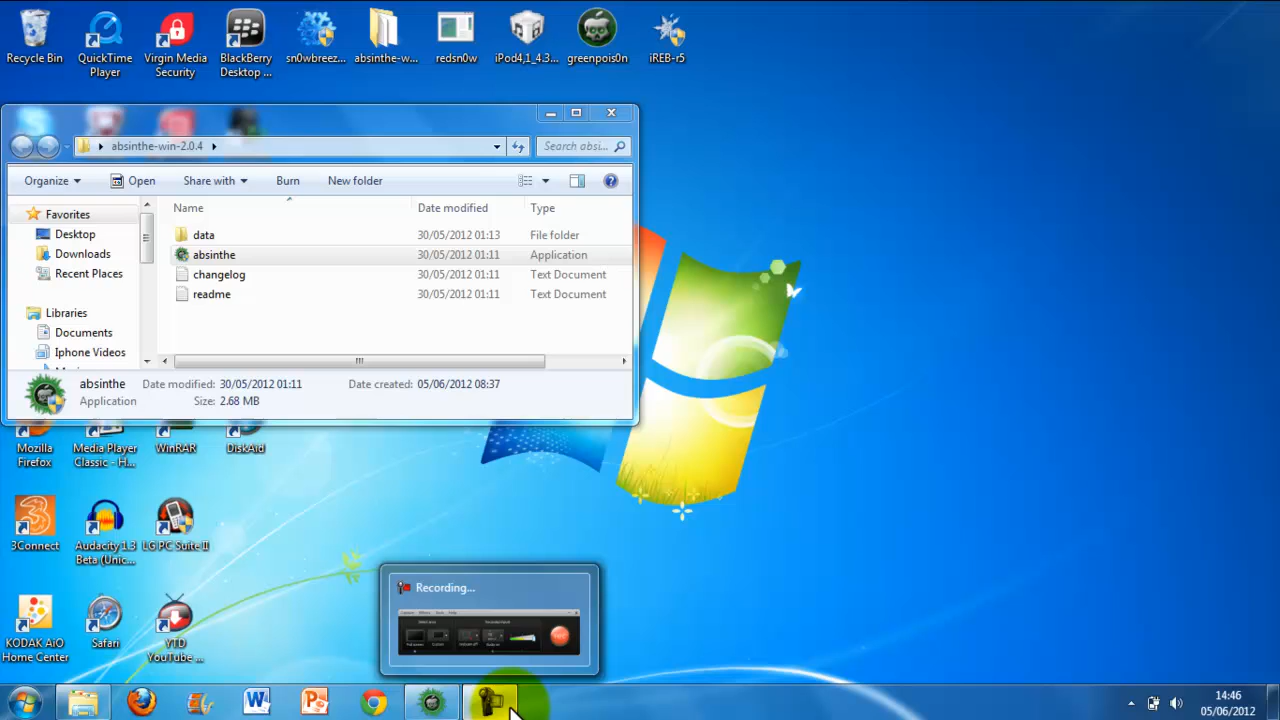 Recycle Bin
QuickTime Player
Virgin Media Security
BlackBerry Desktop ...
sn0wbreez...
absinthe-w...
redsn0w
iPod4,1_4.3...
greenpois0n
iREB-r5
absinthe-win-2.0.4
Search absi...
Organize
Open
Share with
Burn
New folder
Name
Date modified
Type
Favorites
Desktop
Downloads
Recent Places
Libraries
Documents
Iphone Videos
data 30/05/2012 01:13 File folder
absinthe 30/05/2012 01:11 Application
changelog 30/05/2012 01:11 Text Document
readme 30/05/2012 01:11 Text Document
absinthe Date modified: 30/05/2012 01:11 Date created: 05/06/2012 08:37
Application Size: 2.68 MB
Mozilla Firefox
Media Player Classic - H...
WinRAR
DiskAid
3Connect
Audacity 1.3 Beta (Unic...
LG PC Suite II
KODAK AiO Home Center
Safari
YTD YouTube ...
Recording...
14:46
05/06/2012